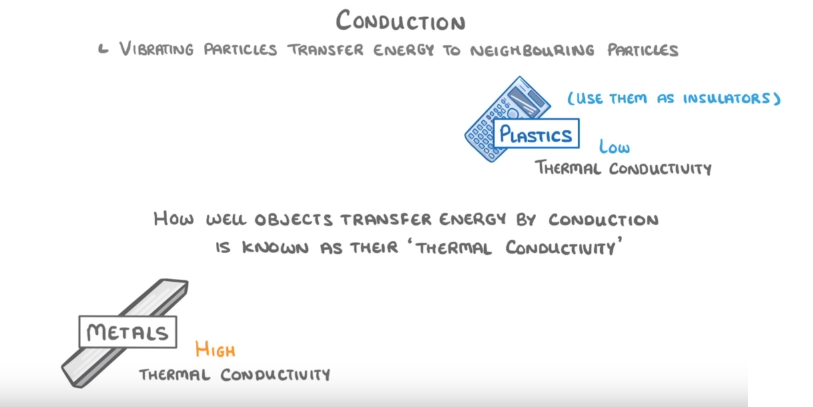 CONDUCTION
↳ VIBRATING PARTICLES TRANSFER ENERGY TO NEIGHBOURING PARTICLES
(USE THEM AS INSULATORS)
PLASTICS
LOW
THERMAL CONDUCTIVITY
HOW WELL OBJECTS TRANSFER ENERGY BY CONDUCTION
IS KNOWN AS THEIR ‘THERMAL CONDUCTIVITY’
METALS
HIGH
THERMAL CONDUCTIVITY